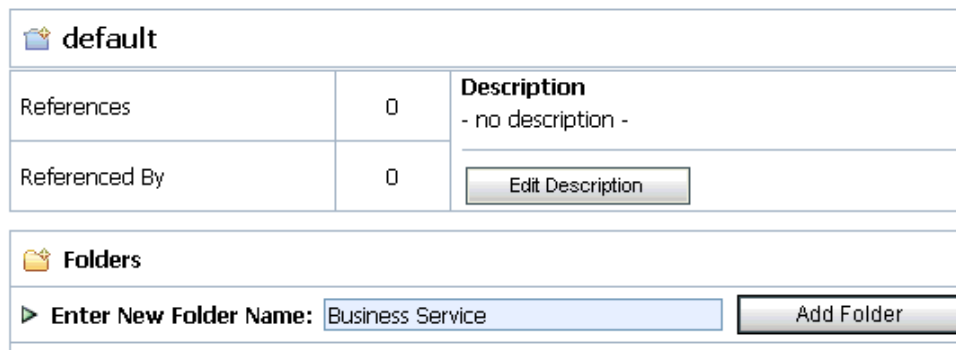 default
References 0
Description
- no description -
Referenced By 0
Edit Description
Folders
Enter New Folder Name: Business Service Add Folder